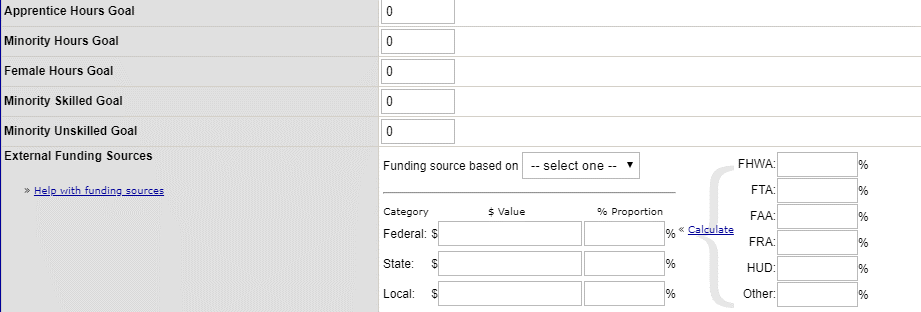 Apprentice Hours Goal 0
Minority Hours Goal 0
Female Hours Goal 0
Minority Skilled Goal 0
Minority Unskilled Goal 0
External Funding Sources
» Help with funding sources
Funding source based on -- select one --
Category $ Value % Proportion
Federal: $ %
State: $ %
Local: $ %
« Calculate
FHWA: %
FTA: %
FAA: %
FRA: %
HUD: %
Other: %